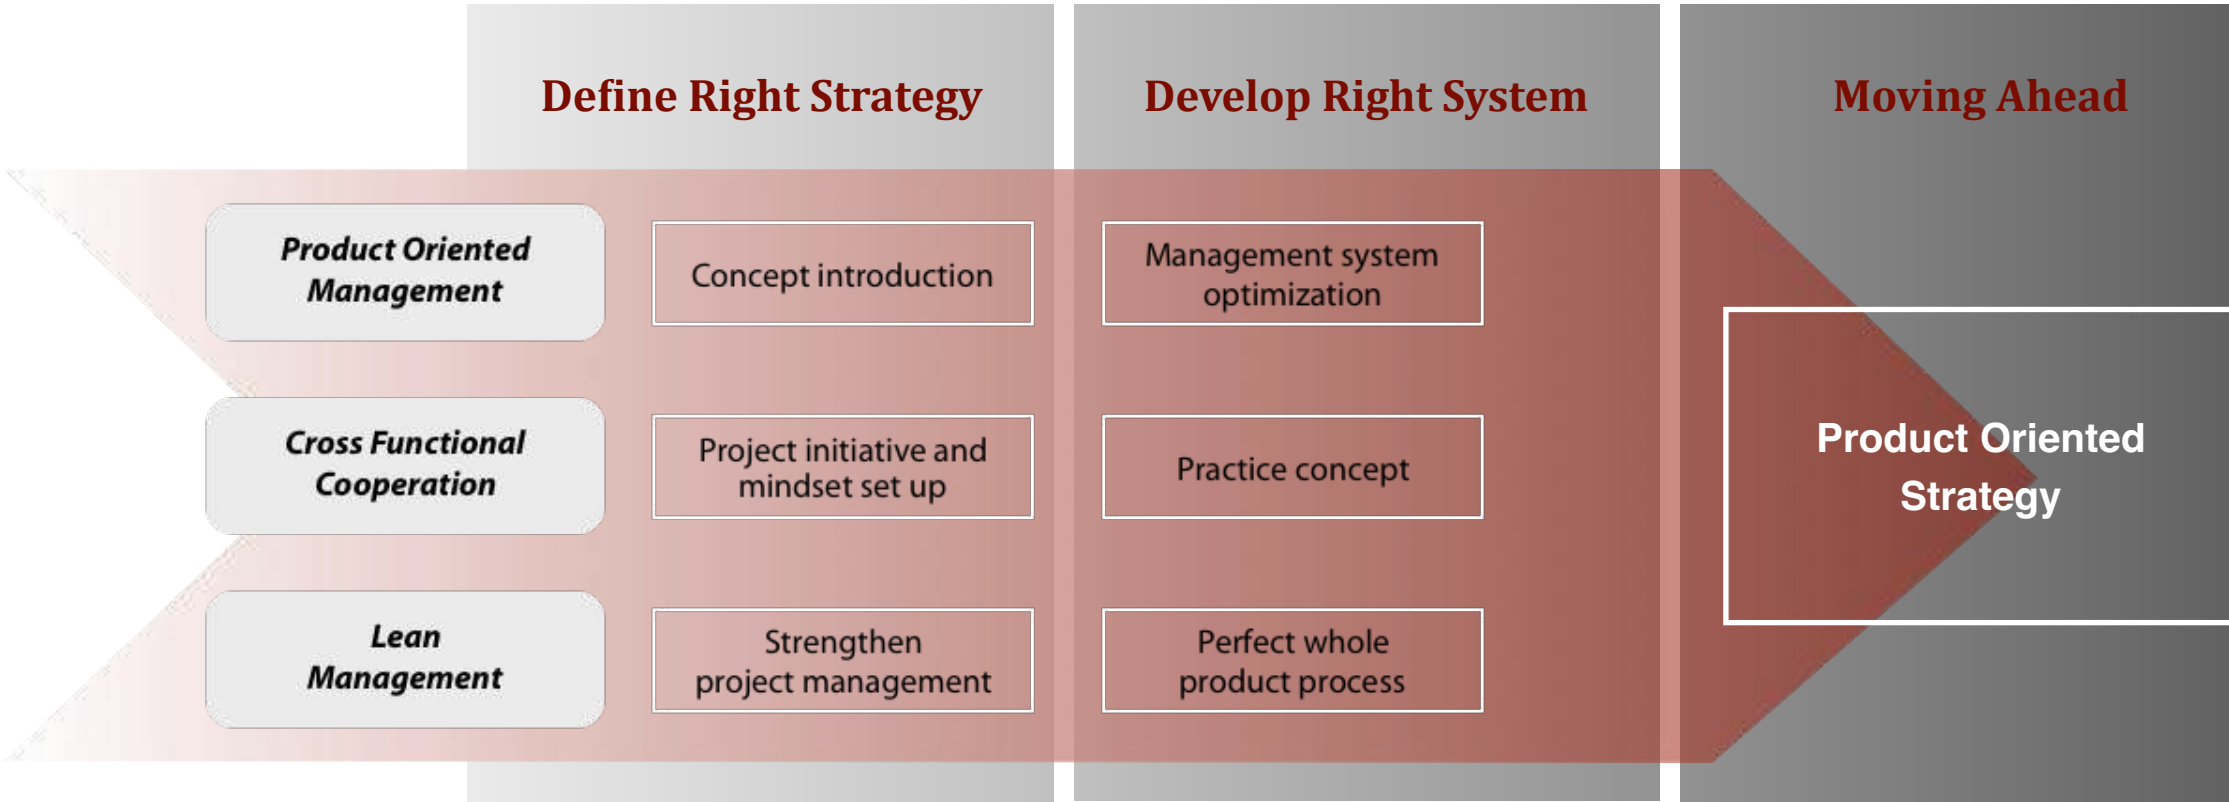 Define Right Strategy
Develop Right System
Moving Ahead
Product Oriented
Management
Concept introduction
Management system
optimization
Cross Functional
Cooperation
Project initiative and
mindset set up
Practice concept
Product Oriented
Strategy
Lean
Management
Strengthen
project management
Perfect whole
product process